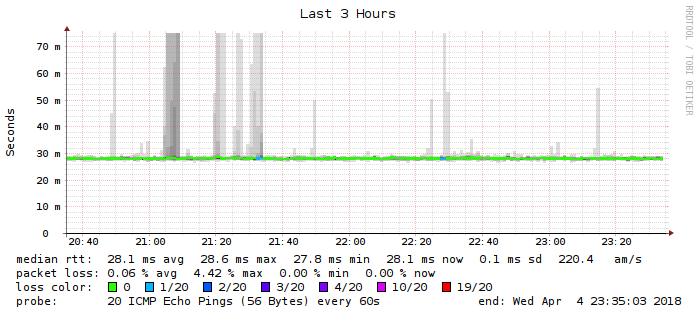 Last 3 Hours
RRDTOOL / TOBI OETIKER
Seconds
70 m
60 m
50 m
40 m
30 m
20 m
10 m
0
20:40 21:00 21:20 21:40 22:00 22:20 22:40 23:00 23:20
median rtt: 28.1 ms avg 28.6 ms max 27.8 ms min 28.1 ms now 0.1 ms sd 220.4 am/s
packet loss: 0.06 % avg 4.42 % max 0.00 % min 0.00 % now
loss color: 0 1/20 2/20 3/20 4/20 10/20 19/20
probe: 20 ICMP Echo Pings (56 Bytes) every 60s end: Wed Apr 4 23:35:03 2018